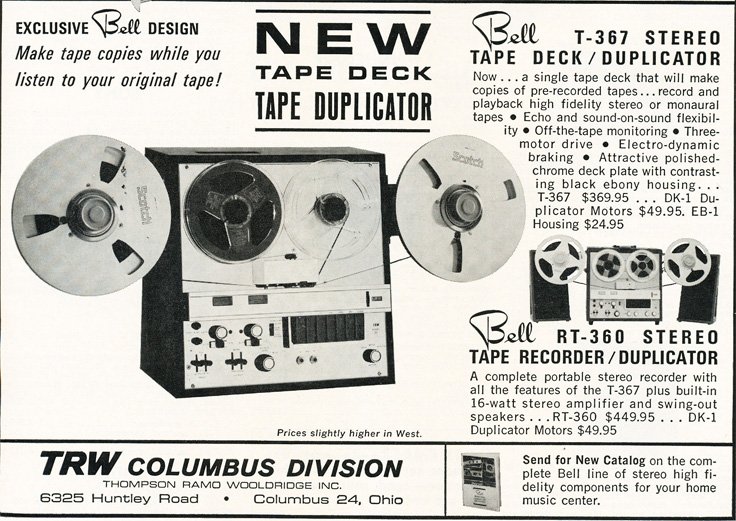 EXCLUSIVE Bell DESIGN
Make tape copies while you
listen to your original tape!
NEW
TAPE DECK
TAPE DUPLICATOR
Scotch
Scotch
Prices slightly higher in West.
Bell T-367 STEREO
TAPE DECK/DUPLICATOR
Now...a single tape deck that will make
copies of pre-recorded tapes...record and
playback high fidelity stereo or monaural
tapes • Echo and sound-on-sound flexibil-
ity • Off-the-tape monitoring • Three-
motor drive • Electro-dynamic
braking • Attractive polished-
chrome deck plate with contrast-
ing black ebony housing...
T-367 $369.95 ... DK-1 Du-
plicator Motors $49.95. EB-1
Housing $24.95
Bell RT-360 STEREO
TAPE RECORDER/DUPLICATOR
A complete portable stereo recorder with
all the features of the T-367 plus built-in
16-watt stereo amplifier and swing-out
speakers...RT-360 $449.95 ... DK-1
Duplicator Motors $49.95
TRW COLUMBUS DIVISION
THOMPSON RAMO WOOLDRIDGE INC.
6325 Huntley Road • Columbus 24, Ohio
Send for New Catalog on the com-
plete Bell line of stereo high fi-
delity components for your home
music center.